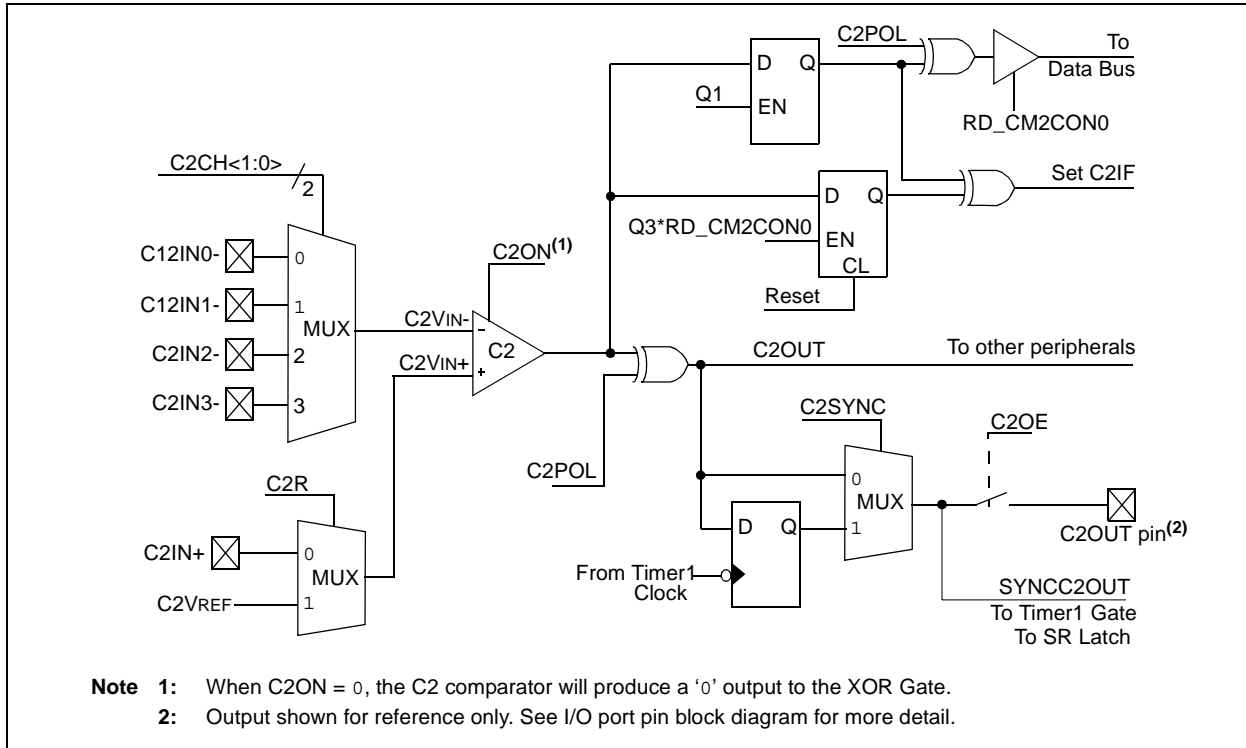 C2POL
To
Data Bus
D Q
Q1
EN
RD_CM2CON0
C2CH<1:0>
2
Set C2IF
D Q
Q3*RD_CM2CON0
EN
CL
Reset
C12IN0-
0
C2ON(1)
C12IN1-
1
MUX
C2VIN-
-
C2IN2-
2
C2
C2OUT
To other peripherals
C2VIN+
+
C2IN3-
3
C2SYNC
C2OE
C2POL
C2R
0
MUX
D Q
1
C2OUT pin(2)
C2IN+
0
MUX
From Timer1
Clock
C2VREF
1
SYNCC2OUT
To Timer1 Gate
To SR Latch
Note 1: When C2ON = 0, the C2 comparator will produce a ‘0’ output to the XOR Gate.
2: Output shown for reference only. See I/O port pin block diagram for more detail.